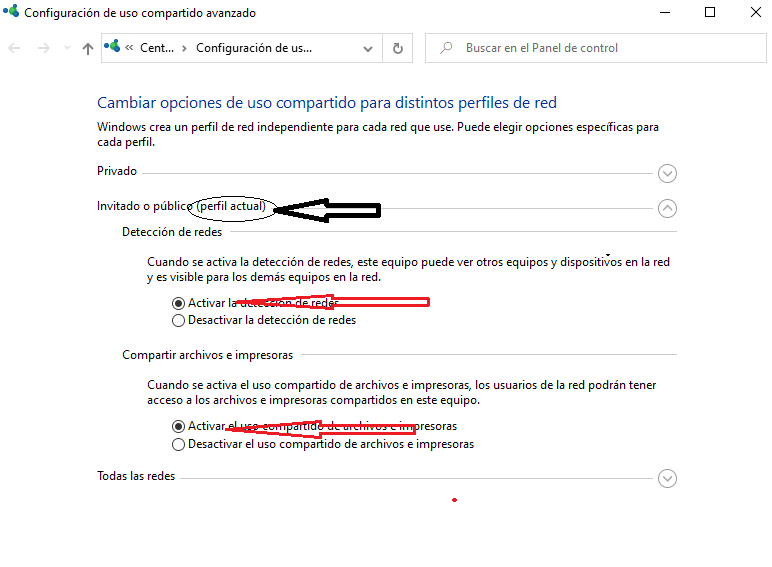 Configuración de uso compartido avanzado
« Cent... > Configuración de us...
Buscar en el Panel de control
Cambiar opciones de uso compartido para distintos perfiles de red
Windows crea un perfil de red independiente para cada red que use. Puede elegir opciones específicas para
cada perfil.
Privado
Invitado o público (perfil actual)
Detección de redes
Cuando se activa la detección de redes, este equipo puede ver otros equipos y dispositivos en la red
y es visible para los demás equipos en la red.
Activar la detección de redes
Desactivar la detección de redes
Compartir archivos e impresoras
Cuando se activa el uso compartido de archivos e impresoras, los usuarios de la red podrán tener
acceso a los archivos e impresoras compartidos en este equipo.
Activar el uso compartido de archivos e impresoras
Desactivar el uso compartido de archivos e impresoras
Todas las redes